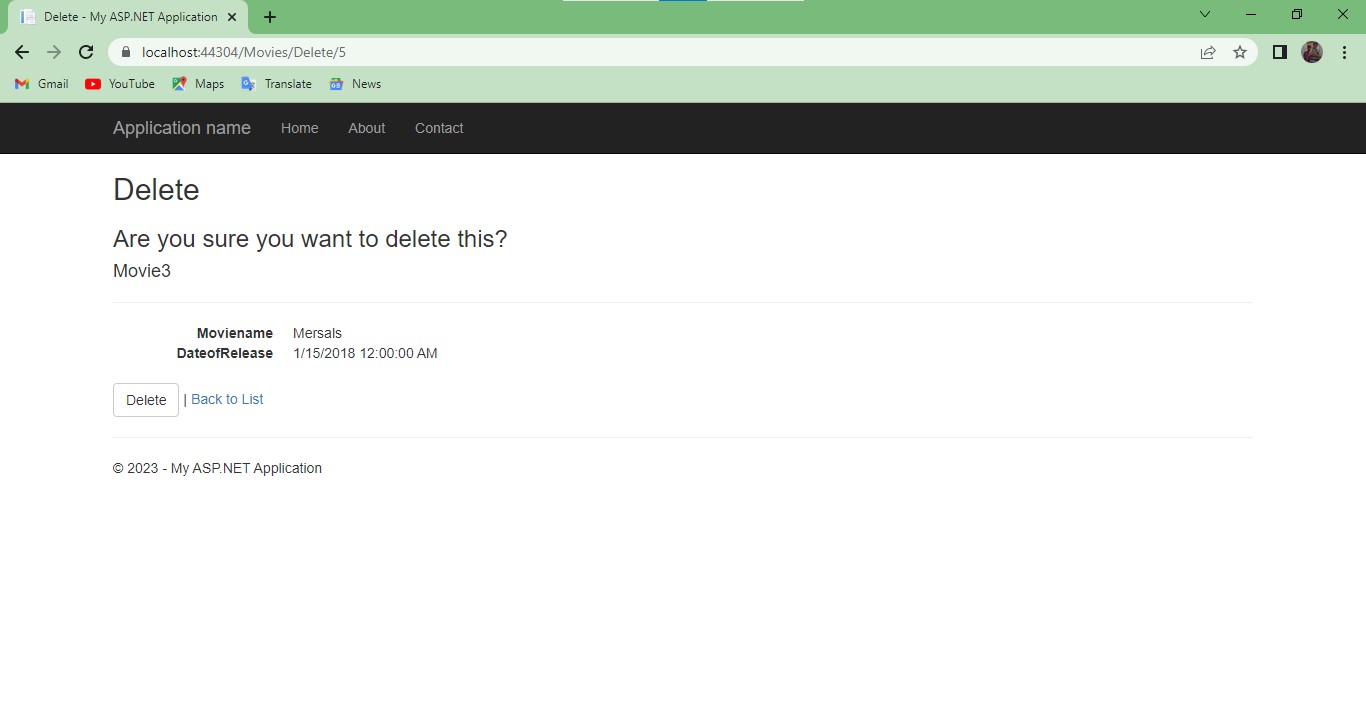 Delete - My ASP.NET Application
localhost:44304/Movies/Delete/5
Gmail YouTube Maps Translate News
Application name Home About Contact
Delete
Are you sure you want to delete this?
Movie3
Moviename Mersals
DateofRelease 1/15/2018 12:00:00 AM
Delete | Back to List
© 2023 - My ASP.NET Application